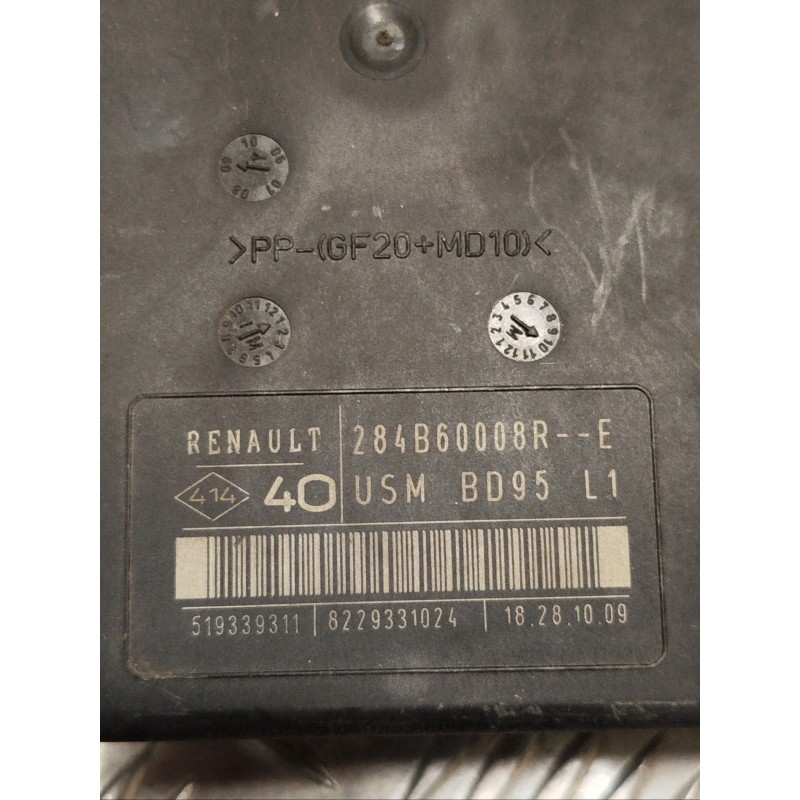 >PP-(GF20+MD10)<
RENAULT 284B60008R--E
414 40 USM BD95 L1
519339311 8229331024 18.28.10.09